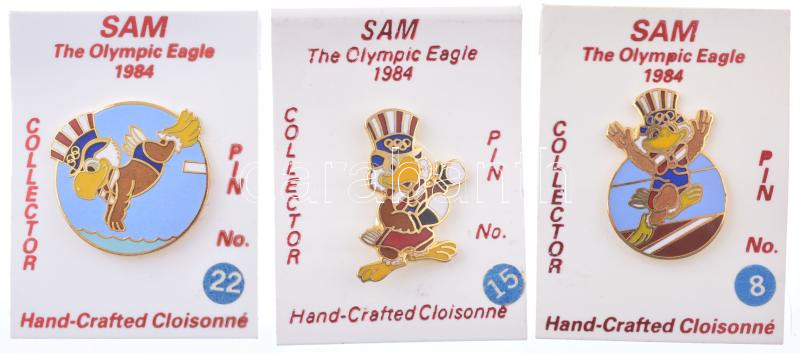 SAM
The Olympic Eagle
1984
COLLECTOR
PIN
No.
22
Hand-Crafted Cloisonné
SAM
The Olympic Eagle
1984
COLLECTOR
PIN
No.
15
Hand-Crafted Cloisonné
SAM
The Olympic Eagle
1984
COLLECTOR
PIN
No.
8
Hand-Crafted Cloisonné
darabanth